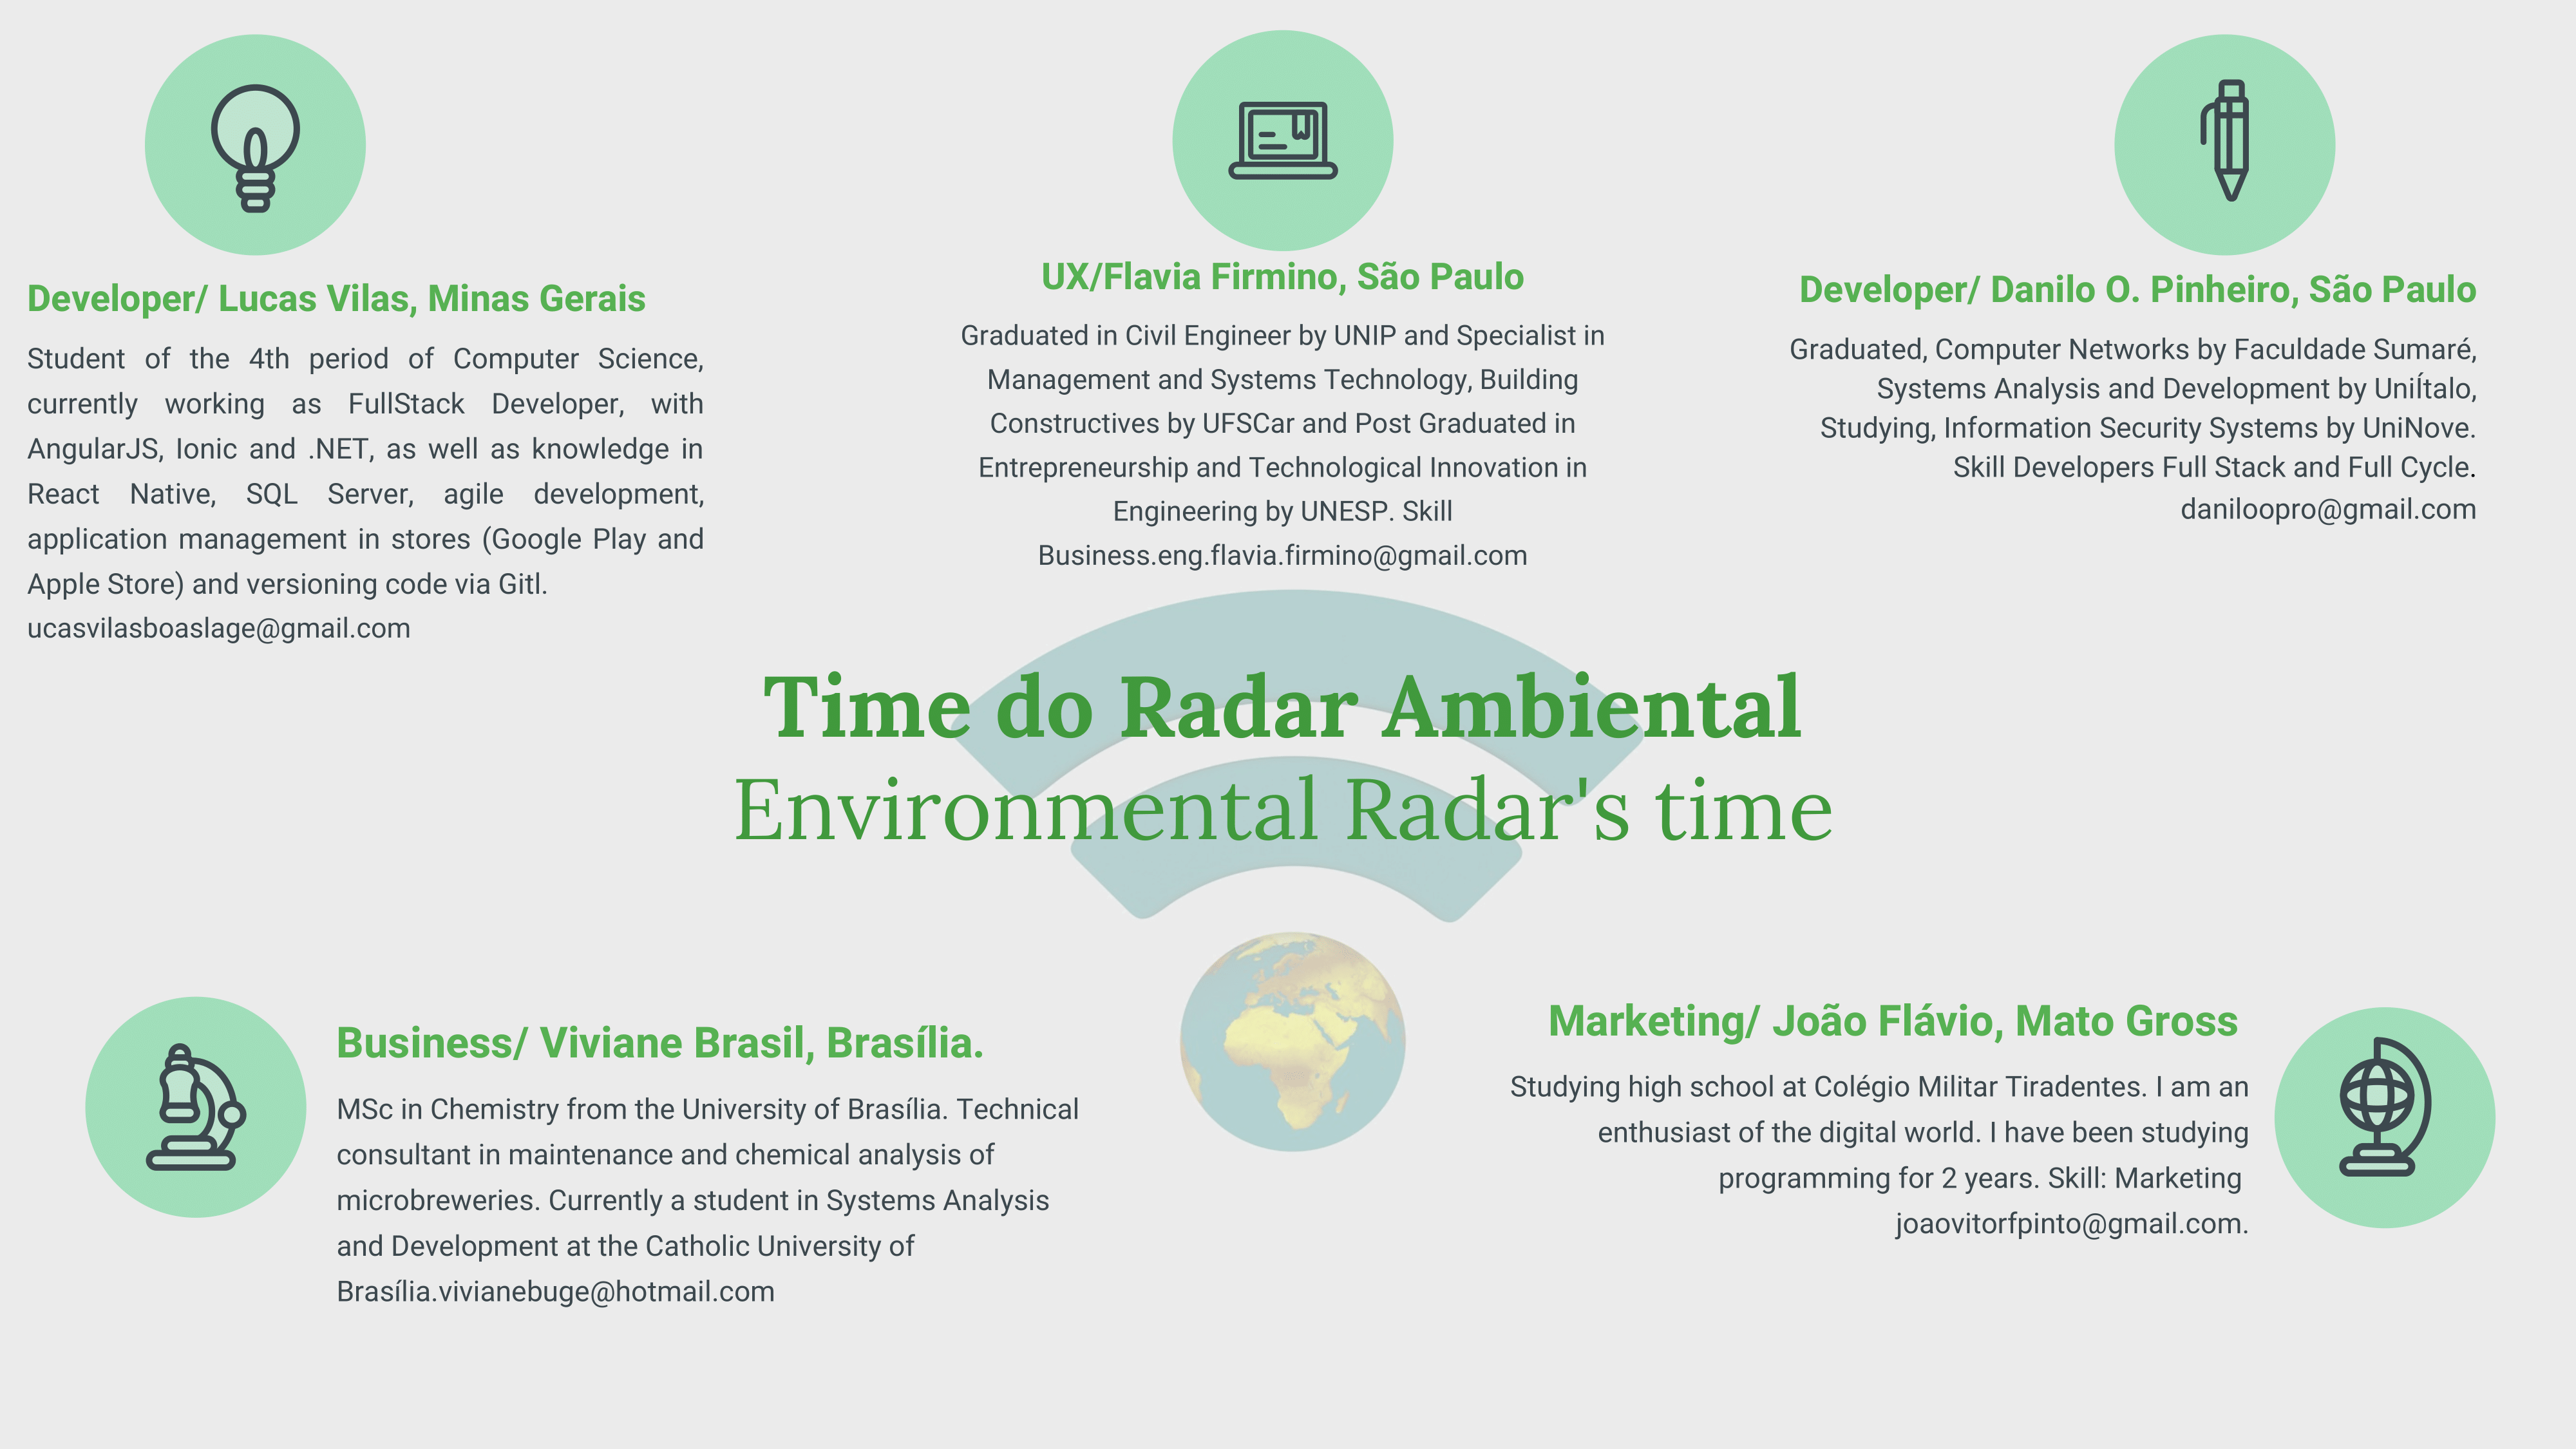 Developer/ Lucas Vilas, Minas Gerais
Student of the 4th period of Computer Science,
currently working as FullStack Developer, with
AngularJS, Ionic and .NET, as well as knowledge in
React Native, SQL Server, agile development,
application management in stores (Google Play and
Apple Store) and versioning code via Gitl.
ucasvilasboaslage@gmail.com
UX/Flavia Firmino, São Paulo
Graduated in Civil Engineer by UNIP and Specialist in
Management and Systems Technology, Building
Constructives by UFSCar and Post Graduated in
Entrepreneurship and Technological Innovation in
Engineering by UNESP. Skill
Business.eng.flavia.firmino@gmail.com
Developer/ Danilo O. Pinheiro, São Paulo
Graduated, Computer Networks by Faculdade Sumaré,
Systems Analysis and Development by UniÍtalo,
Studying, Information Security Systems by UniNove.
Skill Developers Full Stack and Full Cycle.
daniloopro@gmail.com
Time do Radar Ambiental
Environmental Radar's time
Business/ Viviane Brasil, Brasília.
MSc in Chemistry from the University of Brasília. Technical
consultant in maintenance and chemical analysis of
microbreweries. Currently a student in Systems Analysis
and Development at the Catholic University of
Brasília.vivianebuge@hotmail.com
Marketing/ João Flávio, Mato Gross
Studying high school at Colégio Militar Tiradentes. I am an
enthusiast of the digital world. I have been studying
programming for 2 years. Skill: Marketing
joaovitorfpinto@gmail.com.